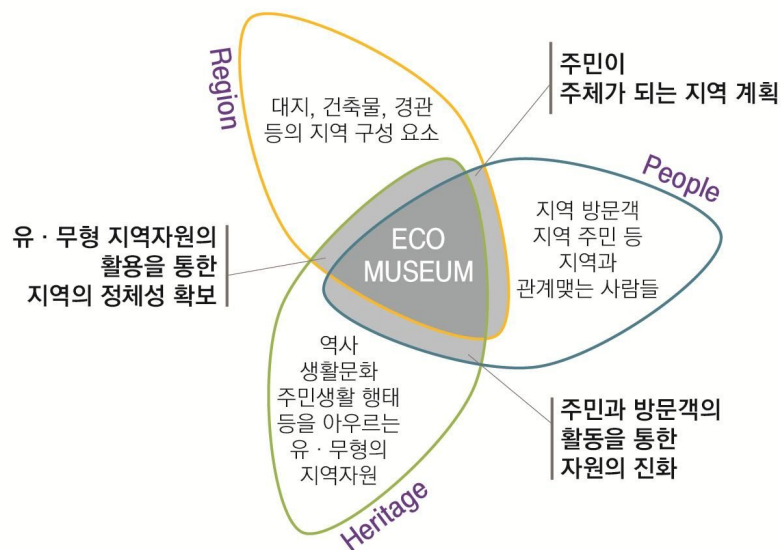 Region
대지, 건축물, 경관
등의 지역 구성 요소
주민이
주체가 되는 지역 계획
People
지역 방문객
지역 주민 등
지역과
관계맺는 사람들
유 · 무형 지역자원의
활용을 통한
지역의 정체성 확보
ECO
MUSEUM
역사
생활문화
주민생활 행태
등을 아우르는
유 · 무형의
지역자원
Heritage
주민과 방문객의
활동을 통한
자원의 진화